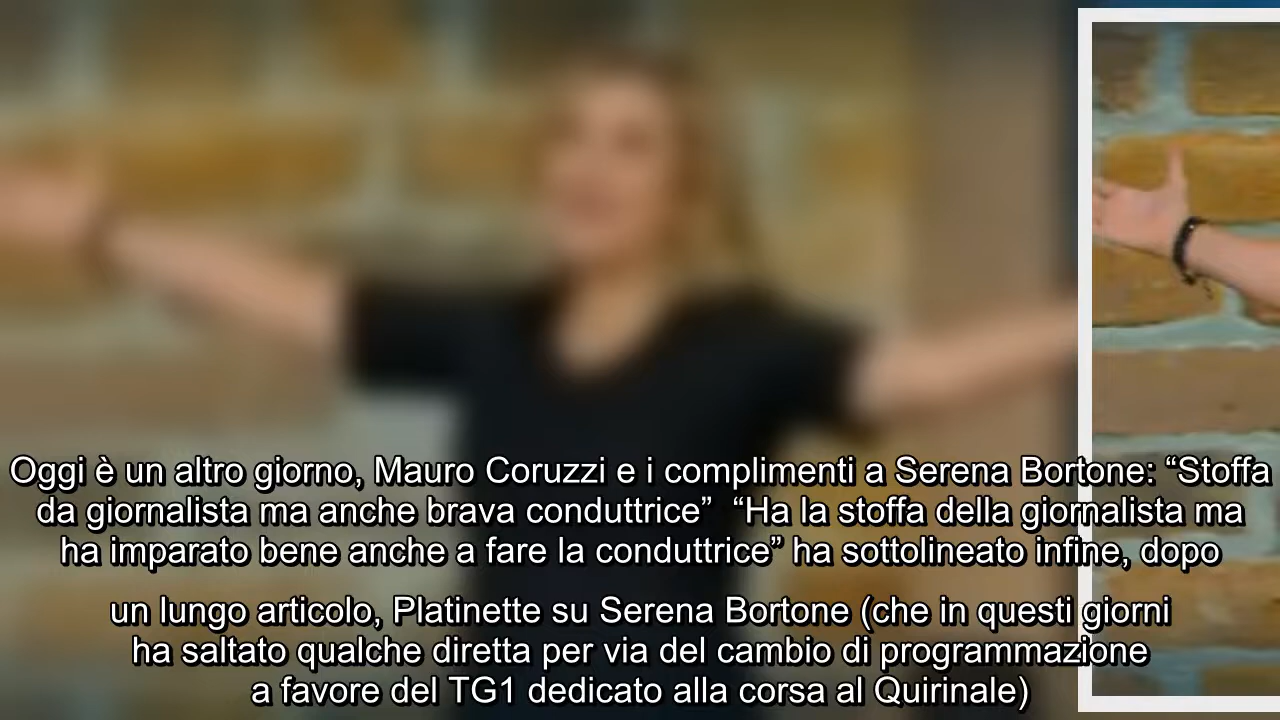 Oggi è un altro giorno, Mauro Coruzzi e i complimenti a Serena Bortone: “Stoffa
da giornalista ma anche brava conduttrice” “Ha la stoffa della giornalista ma
ha imparato bene anche a fare la conduttrice” ha sottolineato infine, dopo
un lungo articolo, Platinette su Serena Bortone (che in questi giorni
ha saltato qualche diretta per via del cambio di programmazione
a favore del TG1 dedicato alla corsa al Quirinale)